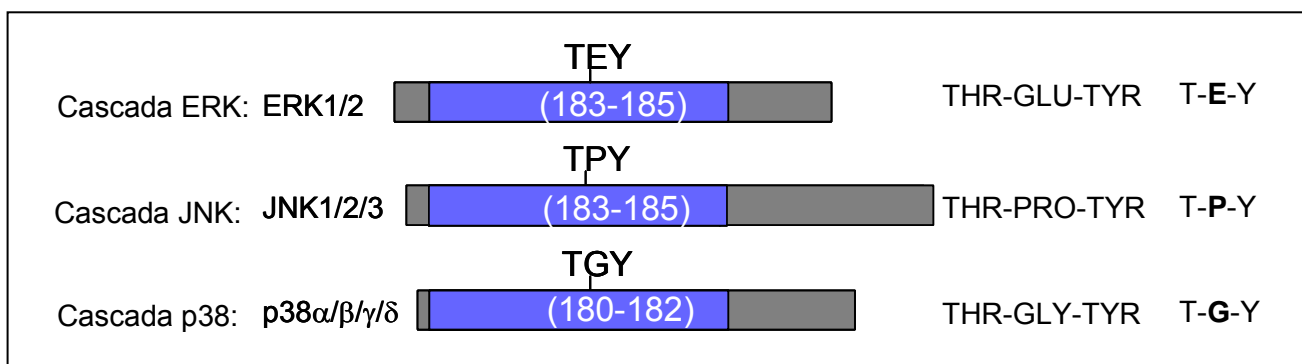 TEY
Cascada ERK: ERK1/2 (183-185) THR-GLU-TYR T-E-Y
TPY
Cascada JNK: JNK1/2/3 (183-185) THR-PRO-TYR T-P-Y
TGY
Cascada p38: p38α/β/γ/δ (180-182) THR-GLY-TYR T-G-Y